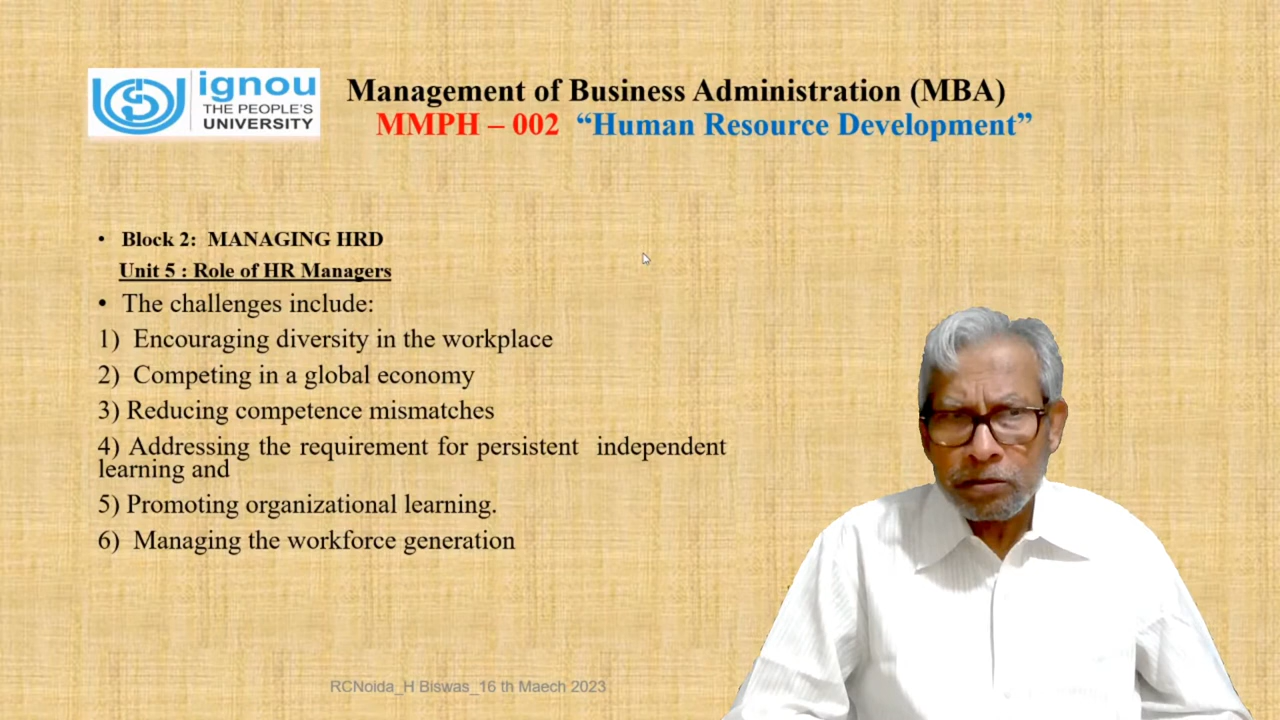 ignou
THE PEOPLE'S
UNIVERSITY
Management of Business Administration (MBA)
MMPH – 002 “Human Resource Development”
• Block 2: MANAGING HRD
Unit 5 : Role of HR Managers
• The challenges include:
1) Encouraging diversity in the workplace
2) Competing in a global economy
3) Reducing competence mismatches
4) Addressing the requirement for persistent independent
learning and
5) Promoting organizational learning.
6) Managing the workforce generation
RCNoida_H Biswas_16 th Maech 2023